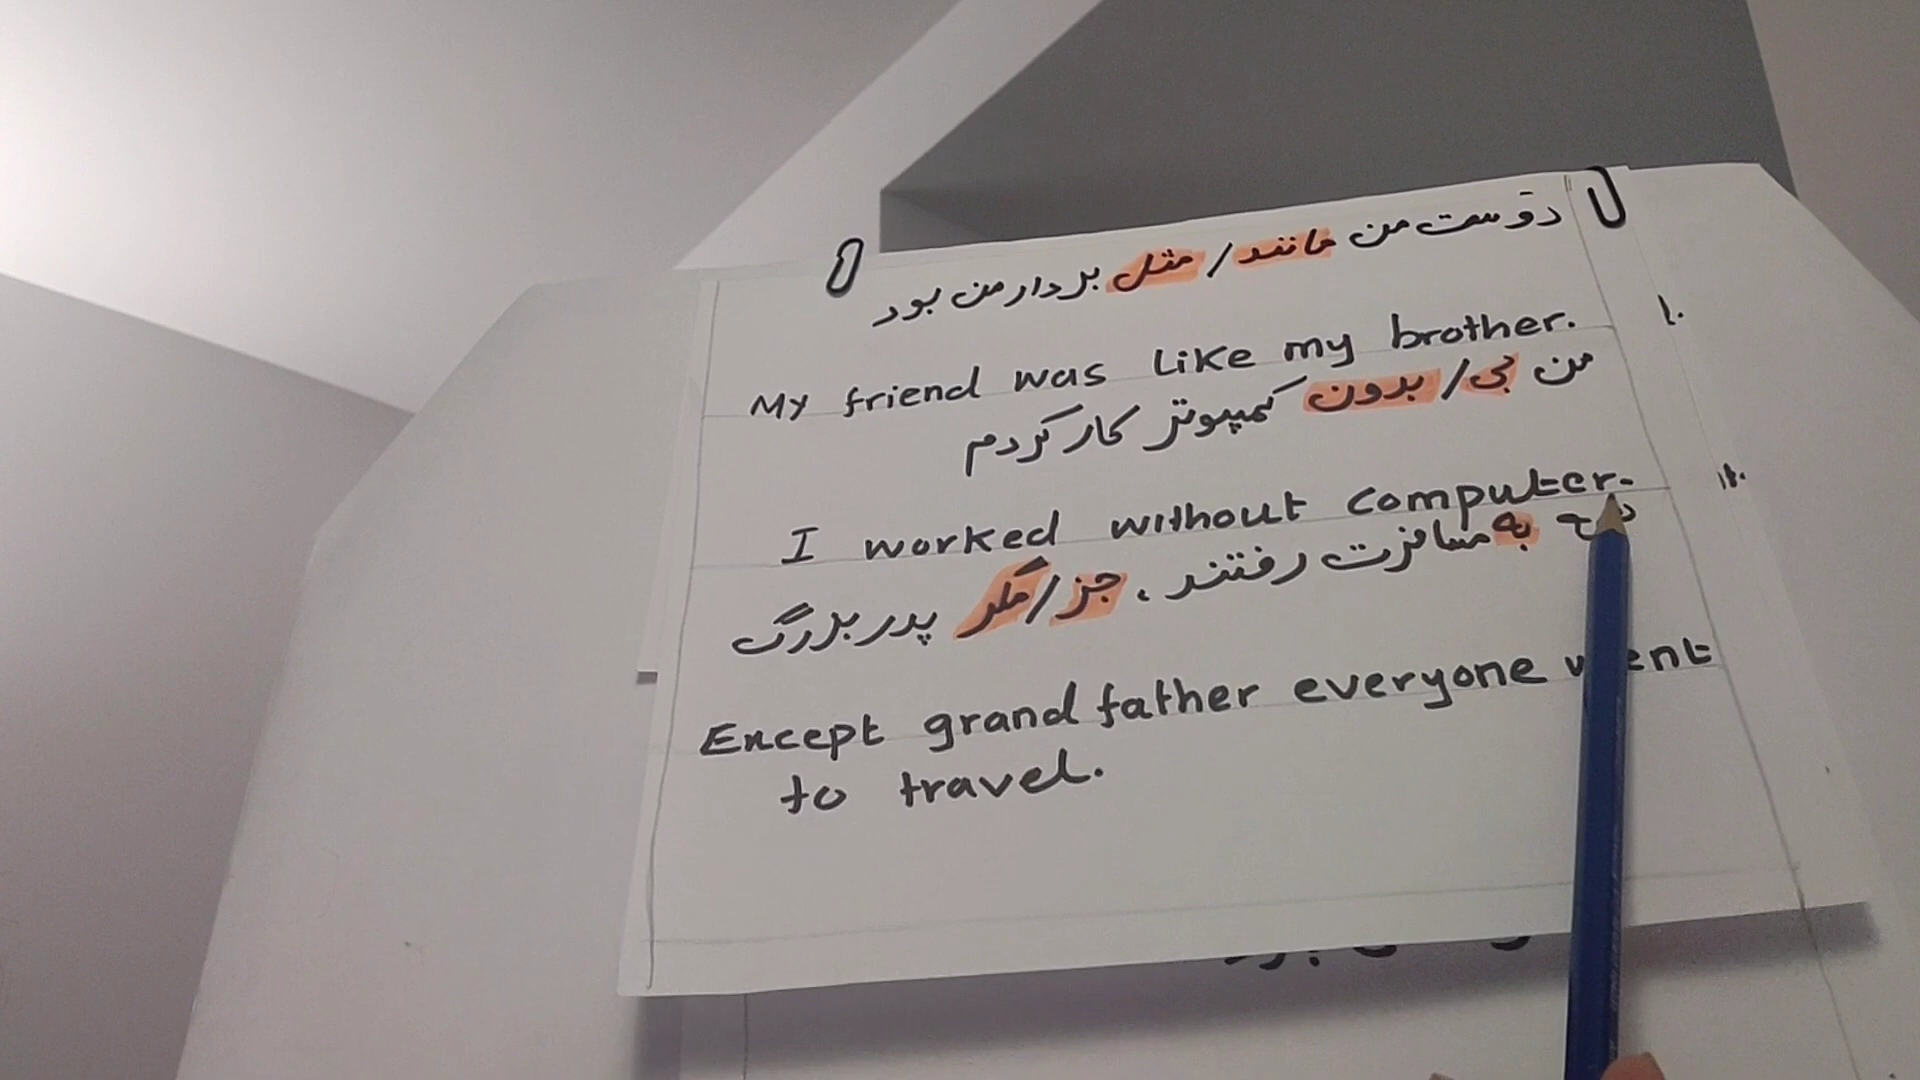 دوست من مانند / مثل بردار من بود
My friend was Like my brother.
من بی / بدون کمپیوتر کار کردم
I worked without computer.
به مسافرت رفتند ، جز / مگر پدر بزرگ
Except grand father everyone went
to travel.